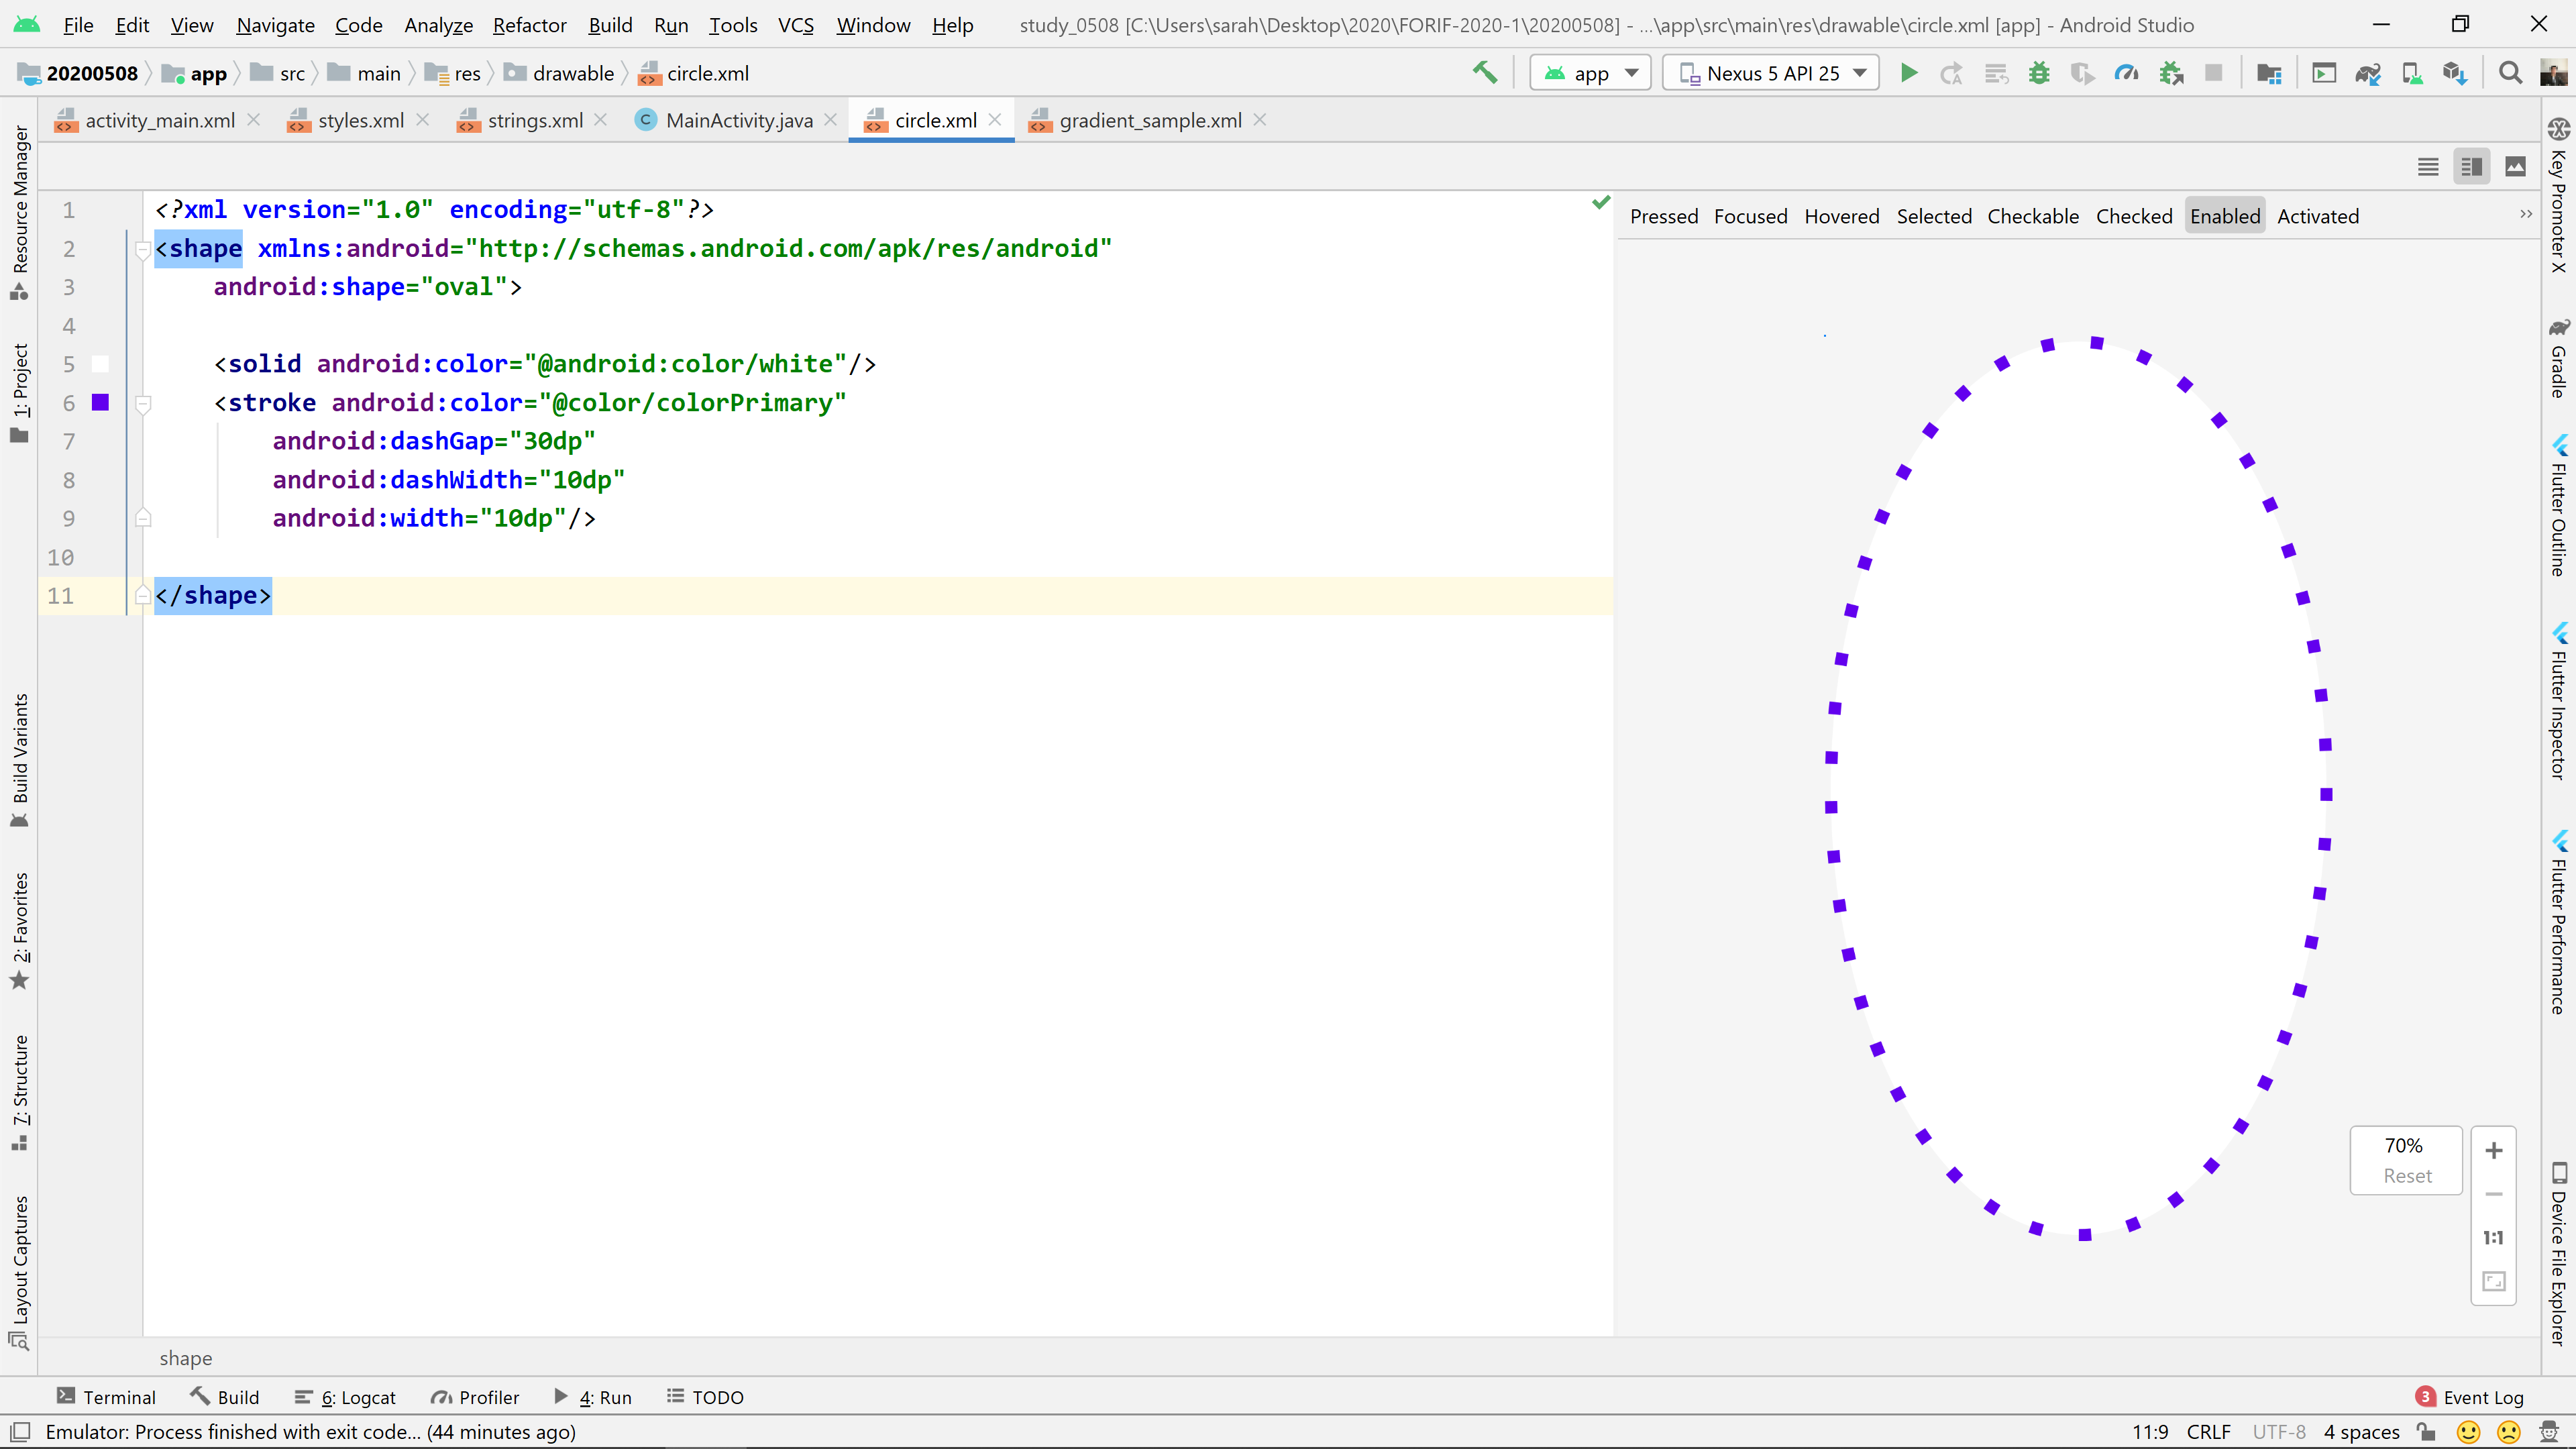 File Edit View Navigate Code Analyze Refactor Build Run Tools VCS Window Help study_0508 [C:\Users\sarah\Desktop\2020\FORIF-2020-1\20200508] - ...\app\src\main\res\drawable\circle.xml [app] - Android Studio
20200508 app src main res drawable circle.xml app Nexus 5 API 25
activity_main.xml styles.xml strings.xml MainActivity.java circle.xml gradient_sample.xml
Pressed Focused Hovered Selected Checkable Checked Enabled Activated
1 <?xml version="1.0" encoding="utf-8"?>
2 <shape xmlns:android="http://schemas.android.com/apk/res/android"
3 android:shape="oval">
4
5 <solid android:color="@android:color/white"/>
6 <stroke android:color="@color/colorPrimary"
7 android:dashGap="30dp"
8 android:dashWidth="10dp"
9 android:width="10dp"/>
10
11 </shape>
70%
Reset
1:1
Resource Manager
1: Project
Build Variants
2: Favorites
7: Structure
Layout Captures
Key Promoter X
Gradle
Flutter Outline
Flutter Inspector
Flutter Performance
Device File Explorer
shape
Terminal Build 6: Logcat Profiler 4: Run TODO 3 Event Log
Emulator: Process finished with exit code... (44 minutes ago) 11:9 CRLF UTF-8 4 spaces